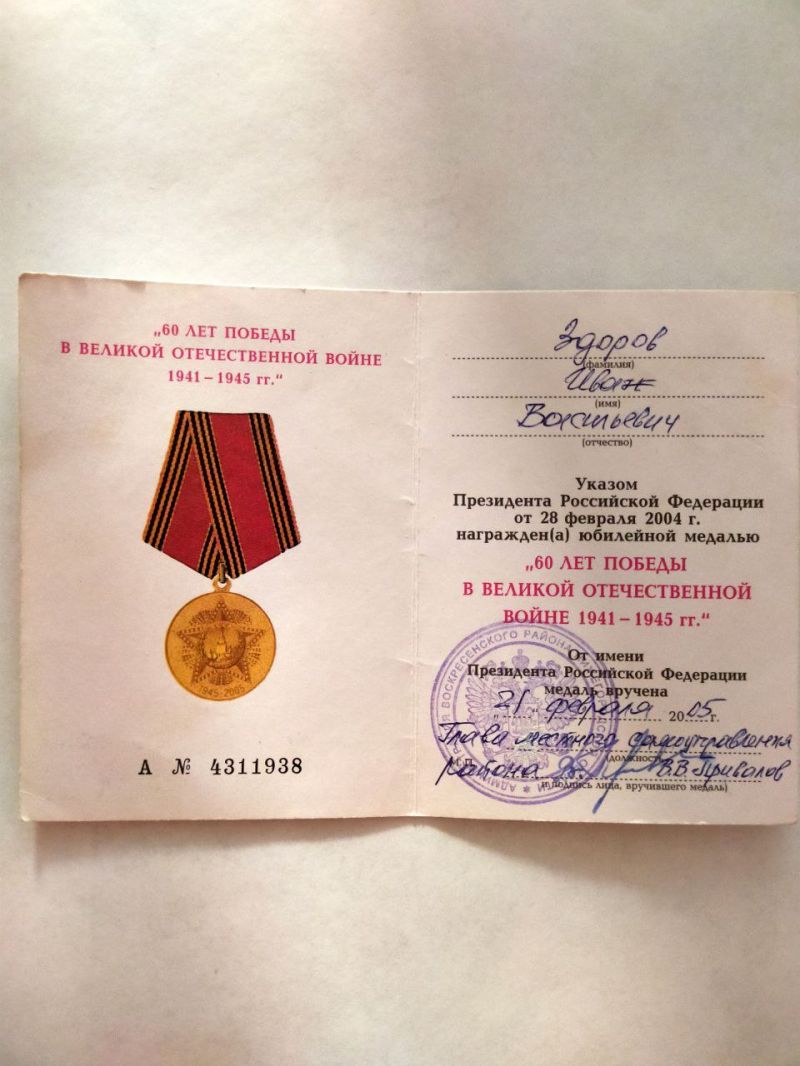 „60 ЛЕТ ПОБЕДЫ
В ВЕЛИКОЙ ОТЕЧЕСТВЕННОЙ ВОЙНЕ
1941 – 1945 гг.“
1945-2005
А № 4311938
Здоров
(фамилия)
Иван
(имя)
Васильевич
(отчество)
Указом
Президента Российской Федерации
от 28 февраля 2004 г.
награжден(а) юбилейной медалью
„60 ЛЕТ ПОБЕДЫ
В ВЕЛИКОЙ ОТЕЧЕСТВЕННОЙ
ВОЙНЕ 1941 – 1945 гг.“
От имени
Президента Российской Федерации
медаль вручена
„21“ февраля 2005 г.
Глава местного самоуправления
(должность
М.П.
района В.В. Привалов
и подпись лица, вручившего медаль)
ВОСКРЕСЕНСКОГО РАЙОНА